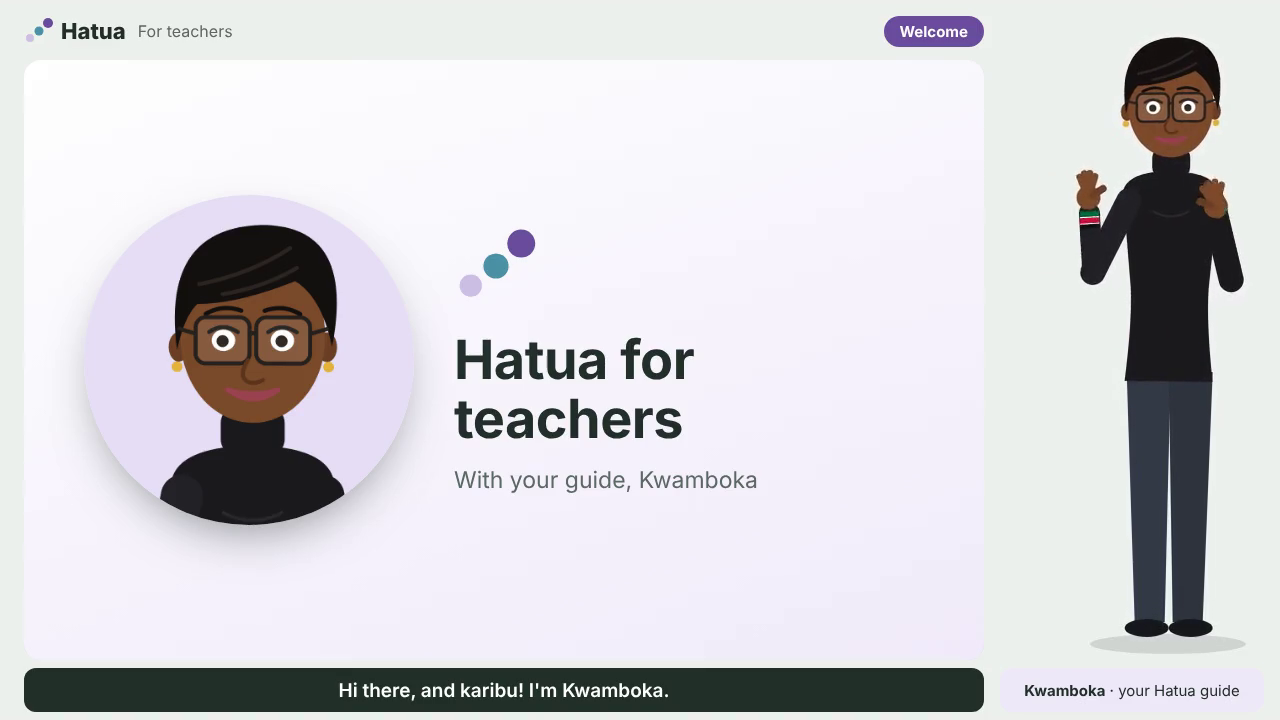 Hatua For teachers
Welcome
Hatua for
teachers
With your guide, Kwamboka
Hi there, and karibu! I'm Kwamboka.
Kwamboka · your Hatua guide